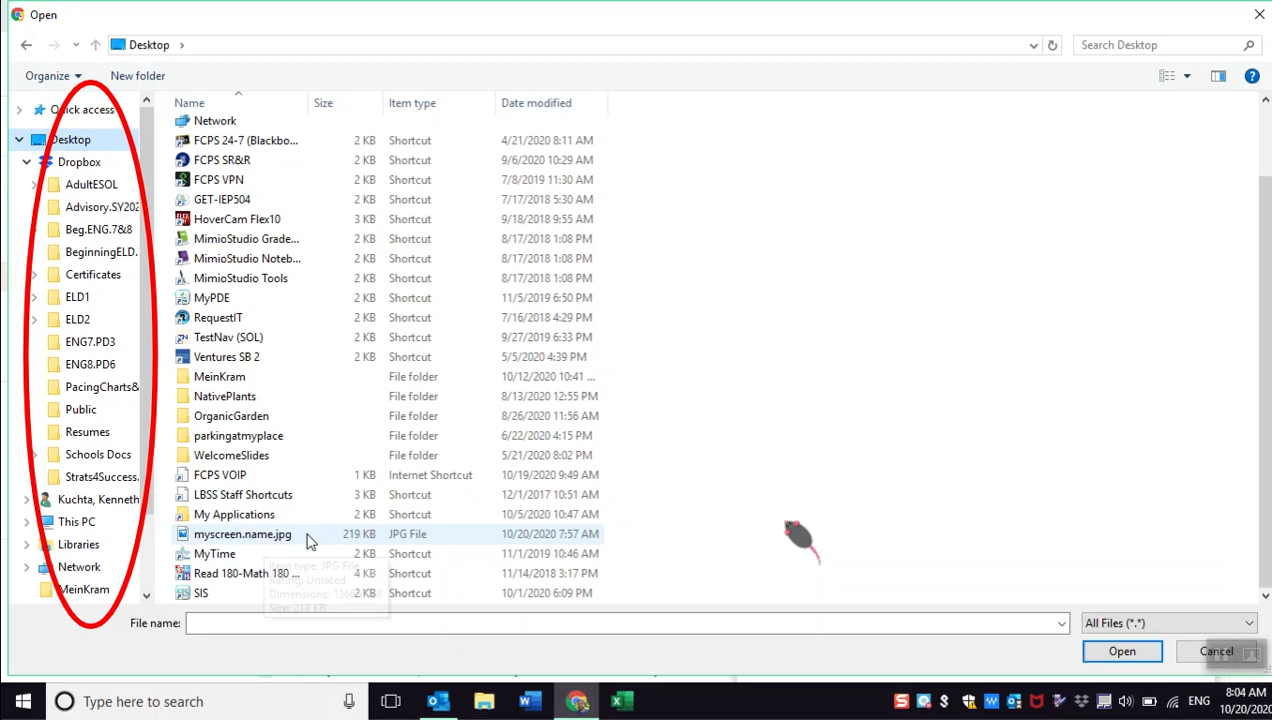 Open
Desktop
Search Desktop
Organize
New folder
Name Size Item type Date modified
Quick access
Desktop
Dropbox
AdultESOL
Advisory.SY202
Beg.ENG.7&8
BeginningELD.
Certificates
ELD1
ELD2
ENG7.PD3
ENG8.PD6
PacingCharts&
Public
Resumes
Schools Docs
Strats4Success.
Kuchta, Kenneth
This PC
Libraries
Network
MeinKram
Network
FCPS 24-7 (Blackbo... 2 KB Shortcut 4/21/2020 8:11 AM
FCPS SR&R 2 KB Shortcut 9/6/2020 10:29 AM
FCPS VPN 2 KB Shortcut 7/8/2019 11:30 AM
GET-IEP504 2 KB Shortcut 7/17/2018 5:30 AM
HoverCam Flex10 3 KB Shortcut 9/18/2018 9:55 AM
MimioStudio Grade... 2 KB Shortcut 8/17/2018 1:08 PM
MimioStudio Noteb... 2 KB Shortcut 8/17/2018 1:08 PM
MimioStudio Tools 2 KB Shortcut 8/17/2018 1:08 PM
MyPDE 2 KB Shortcut 11/5/2019 6:50 PM
RequestIT 2 KB Shortcut 7/16/2018 4:29 PM
TestNav (SOL) 2 KB Shortcut 9/27/2019 6:33 PM
Ventures SB 2 2 KB Shortcut 5/5/2020 4:39 PM
MeinKram File folder 10/12/2020 10:41 ...
NativePlants File folder 8/13/2020 12:55 PM
OrganicGarden File folder 8/26/2020 11:56 AM
parkingatmyplace File folder 6/22/2020 4:15 PM
WelcomeSlides File folder 5/21/2020 8:02 PM
FCPS VOIP 1 KB Internet Shortcut 10/19/2020 9:49 AM
LBSS Staff Shortcuts 3 KB Shortcut 12/1/2017 10:51 AM
My Applications 2 KB Shortcut 10/5/2020 10:47 AM
myscreen.name.jpg 219 KB JPG File 10/20/2020 7:57 AM
MyTime 2 KB Shortcut 11/1/2019 10:46 AM
Read 180-Math 180 ... 4 KB Shortcut 11/14/2018 3:17 PM
SIS 2 KB Shortcut 10/1/2020 6:09 PM
Item type: JPG File
Rating: Unrated
Dimensions:
Size: 218 KB
File name:
All Files (*.*)
Open
Cancel
Type here to search
ENG
8:04 AM
10/20/2020